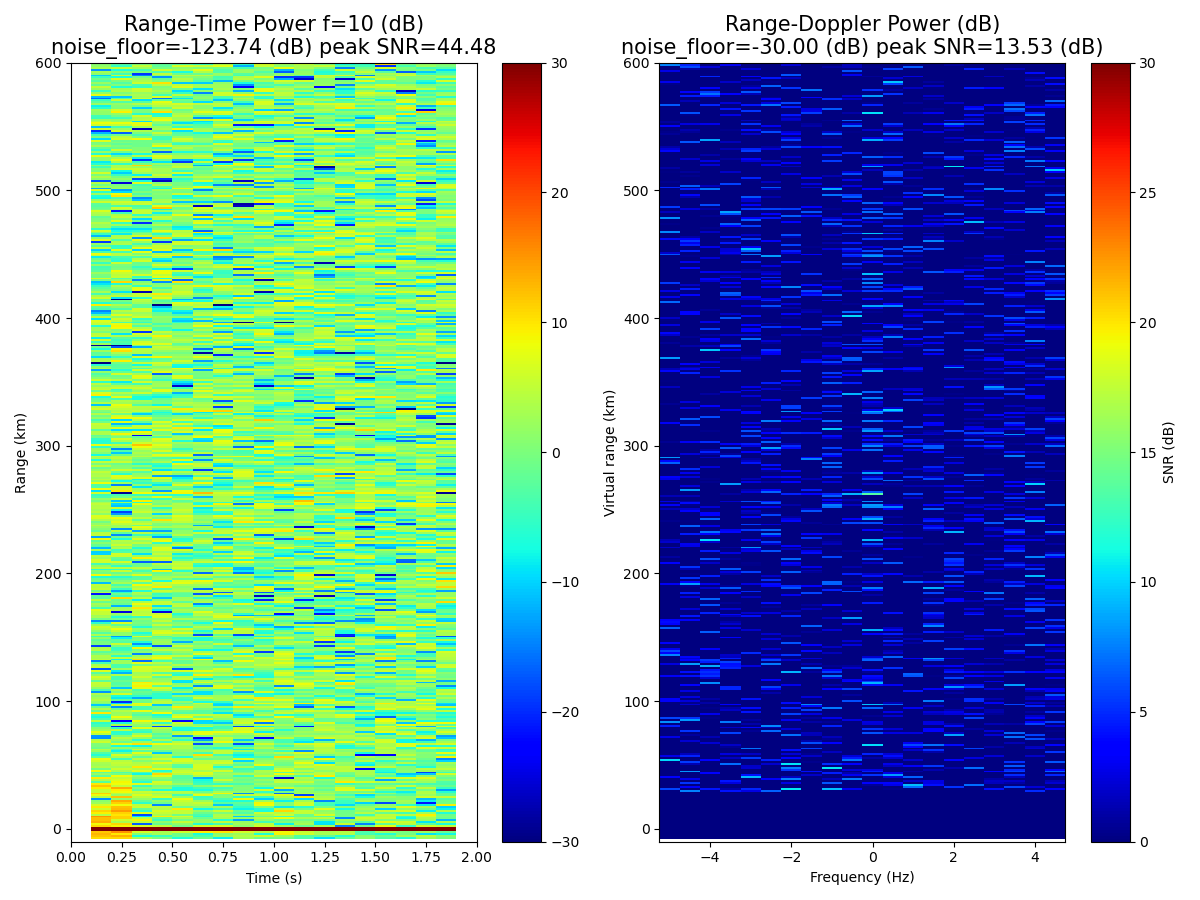 Range-Time Power f=10 (dB)
noise_floor=-123.74 (dB) peak SNR=44.48
600
500
400
300
200
100
0
Range (km)
0.00 0.25 0.50 0.75 1.00 1.25 1.50 1.75 2.00
Time (s)
30
20
10
0
−10
−20
−30
Range-Doppler Power (dB)
noise_floor=-30.00 (dB) peak SNR=13.53 (dB)
600
500
400
300
200
100
0
Virtual range (km)
−4 −2 0 2 4
Frequency (Hz)
30
25
20
15
10
5
0
SNR (dB)